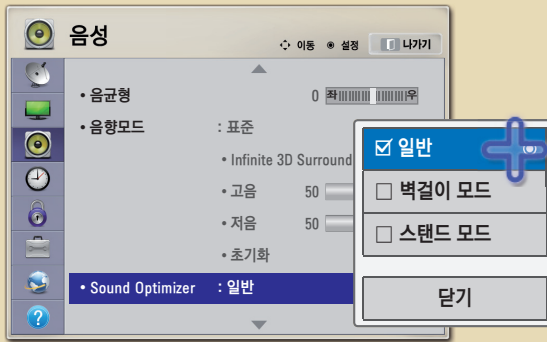 음성
이동 설정 나가기
• 음균형 0 좌 우
• 음향모드 : 표준
• Infinite 3D Surround
• 고음 50
• 저음 50
• 초기화
• Sound Optimizer : 일반
일반
벽걸이 모드
스탠드 모드
닫기
?